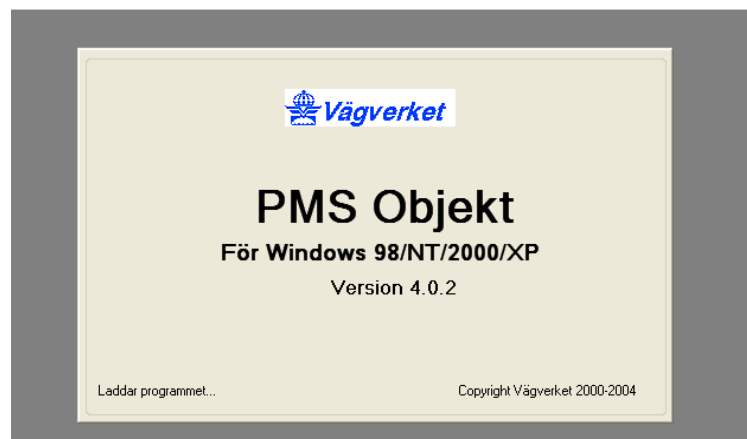 Vägverket
PMS Objekt
För Windows 98/NT/2000/XP
Version 4.0.2
Laddar programmet...
Copyright Vägverket 2000-2004